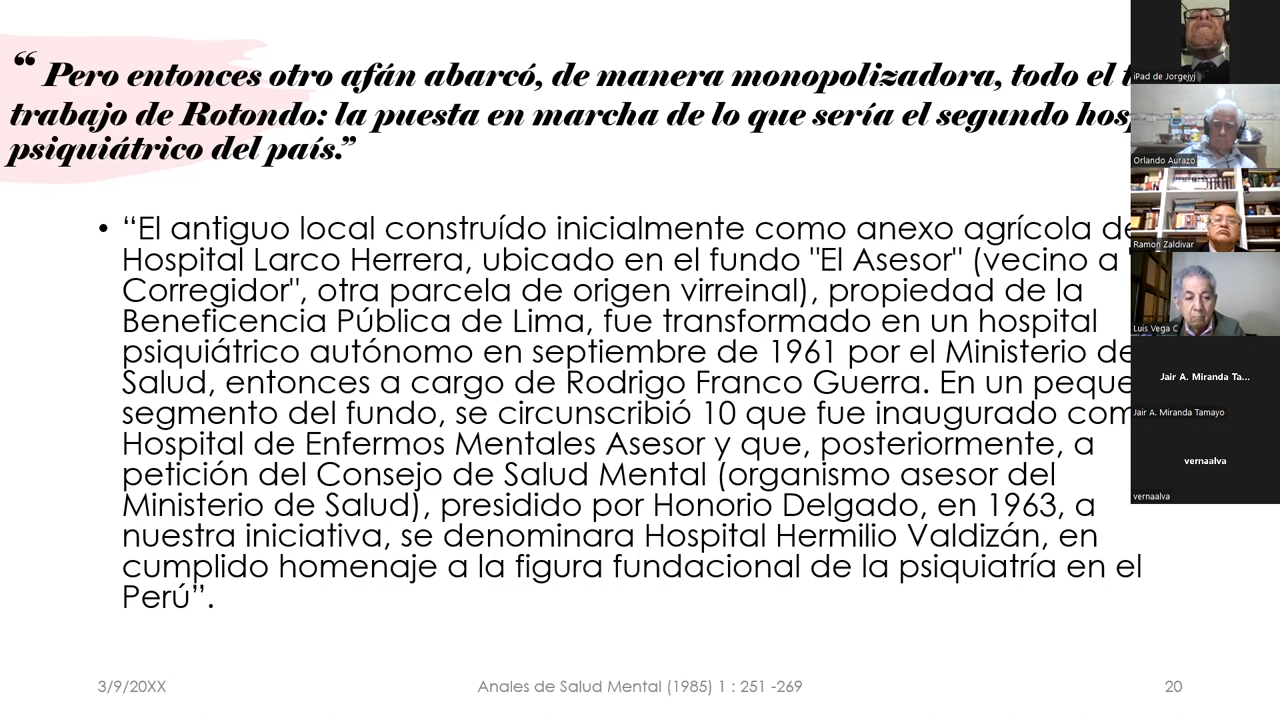 “ Pero entonces otro afán abarcó, de manera monopolizadora, todo el
trabajo de Rotondo: la puesta en marcha de lo que sería el segundo
psiquiátrico del país.”
• “El antiguo local construído inicialmente como anexo agrícola
Hospital Larco Herrera, ubicado en el fundo "El Asesor" (vecino a "
Corregidor", otra parcela de origen virreinal), propiedad de la
Beneficencia Pública de Lima, fue transformado en un hospital
psiquiátrico autónomo en septiembre de 1961 por el Ministerio
Salud, entonces a cargo de Rodrigo Franco Guerra. En un
segmento del fundo, se circunscribió 10 que fue inaugurado
Hospital de Enfermos Mentales Asesor y que, posteriormente, a
petición del Consejo de Salud Mental (organismo asesor del
Ministerio de Salud), presidido por Honorio Delgado, en 1963, a
nuestra iniciativa, se denominara Hospital Hermilio Valdizán, en
cumplido homenaje a la figura fundacional de la psiquiatría en el
Perú”.
3/9/20XX
Anales de Salud Mental (1985) 1 : 251 -269
20
iPad de Jorgejyj
Orlando Aurazo
Ramon Zaldivar
Luis Vega C
Jair A. Miranda Ta...
Jair A. Miranda Tamayo
vernaalva
vernaalva